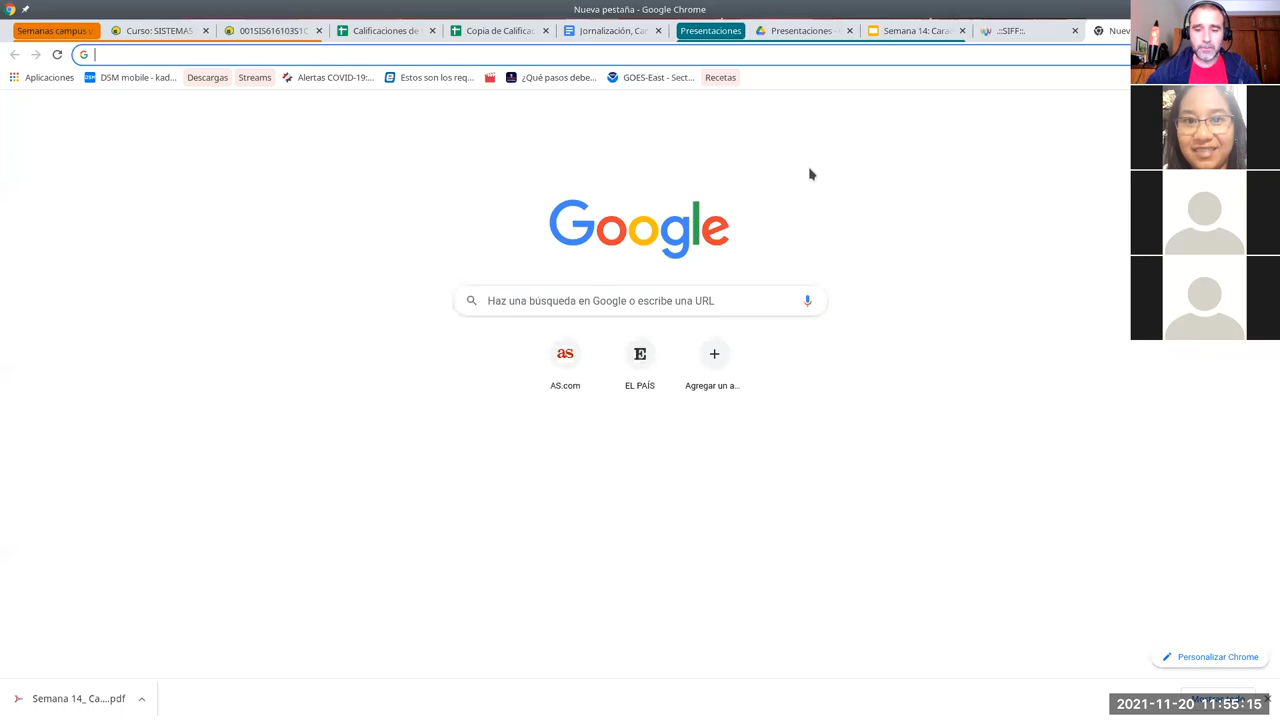 Nueva pestaña - Google Chrome
Semanas campus v
Curso: SISTEMAS
001SIS616103S1C
Calificaciones de
Copia de Calificac
Jornalización, Car
Presentaciones
Presentaciones -
Semana 14: Cara
.::SIFF::.
Nuev
G
Aplicaciones
DSM mobile - kad...
Descargas
Streams
Alertas COVID-19:...
Estos son los req...
¿Qué pasos debe...
GOES-East - Sect...
Recetas
Google
Haz una búsqueda en Google o escribe una URL
as
E
AS.com
EL PAÍS
Agregar un a...
Personalizar Chrome
Semana 14_ Ca....pdf
2021-11-20 11:55:15